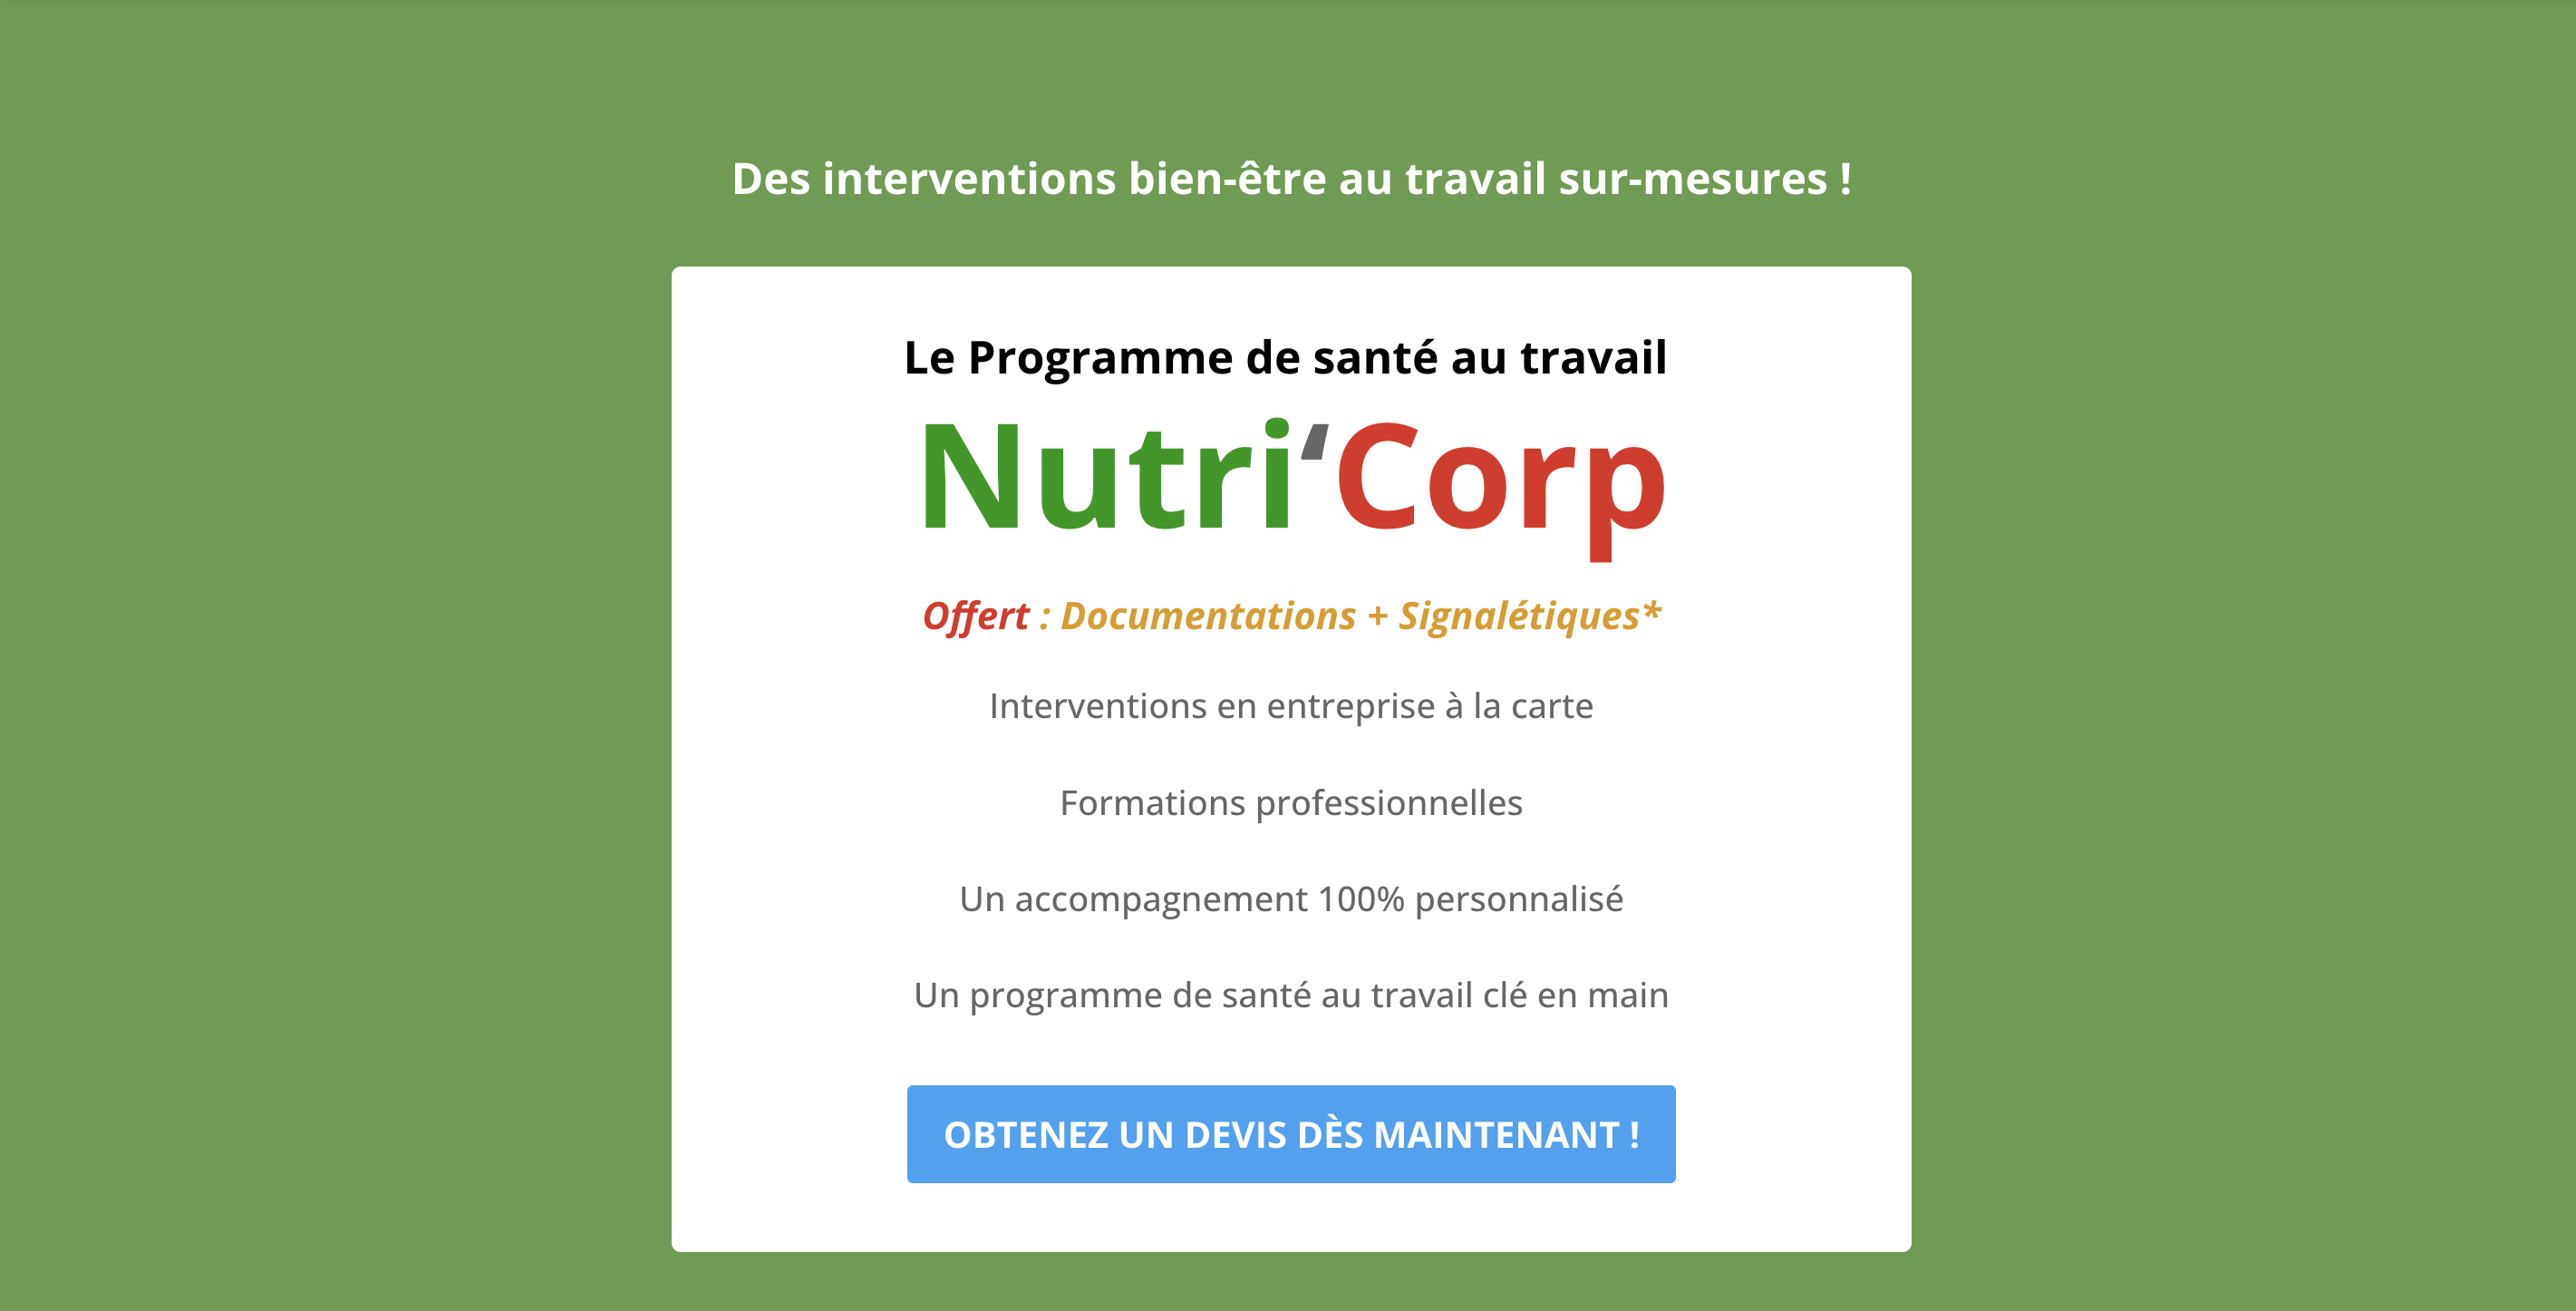 Des interventions bien-être au travail sur-mesures !
Le Programme de santé au travail
Nutri‘Corp
Offert : Documentations + Signalétiques*
Interventions en entreprise à la carte
Formations professionnelles
Un accompagnement 100% personnalisé
Un programme de santé au travail clé en main
OBTENEZ UN DEVIS DÈS MAINTENANT !